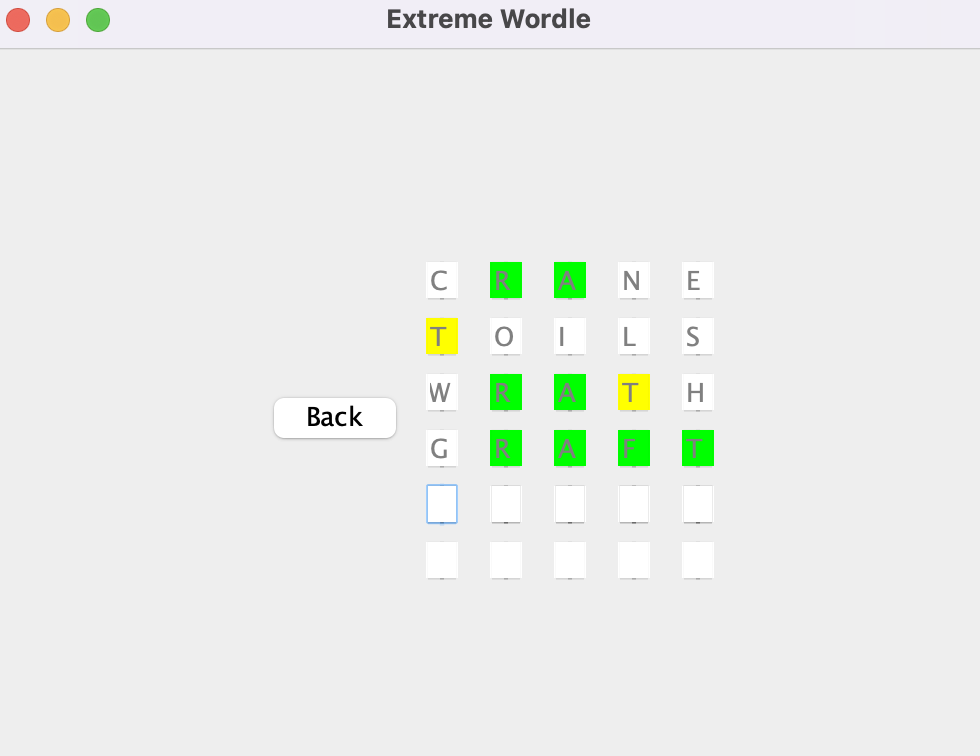 Extreme Wordle
C R A N E
T O I L S
W R A T H
Back
G R A F T